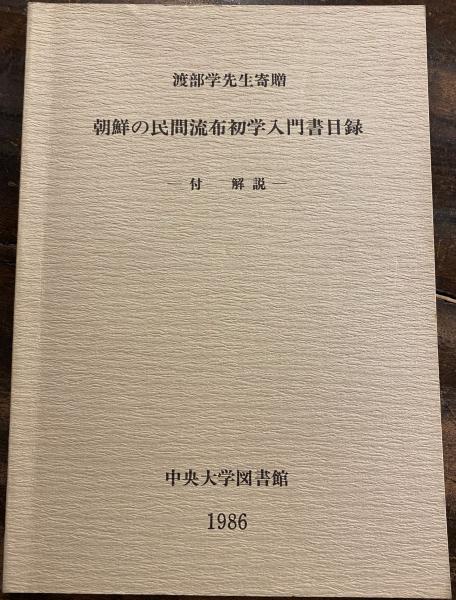 渡部学先生寄贈
朝鮮の民間流布初学入門書目録
付 解説—
中央大学図書館
1986